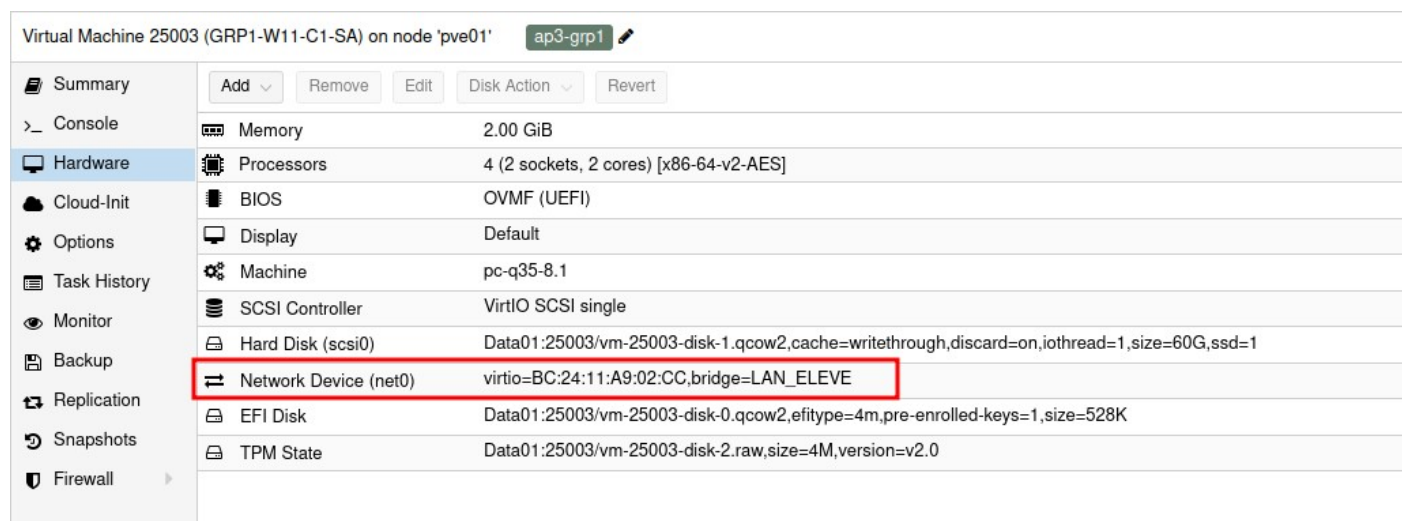 Virtual Machine 25003 (GRP1-W11-C1-SA) on node 'pve01' ap3-grp1
Summary
Console
Hardware
Cloud-Init
Options
Task History
Monitor
Backup
Replication
Snapshots
Firewall
Add Remove Edit Disk Action Revert
Memory 2.00 GiB
Processors 4 (2 sockets, 2 cores) [x86-64-v2-AES]
BIOS OVMF (UEFI)
Display Default
Machine pc-q35-8.1
SCSI Controller VirtIO SCSI single
Hard Disk (scsi0) Data01:25003/vm-25003-disk-1.qcow2,cache=writethrough,discard=on,iothread=1,size=60G,ssd=1
Network Device (net0) virtio=BC:24:11:A9:02:CC,bridge=LAN_ELEVE
EFI Disk Data01:25003/vm-25003-disk-0.qcow2,efitype=4m,pre-enrolled-keys=1,size=528K
TPM State Data01:25003/vm-25003-disk-2.raw,size=4M,version=v2.0